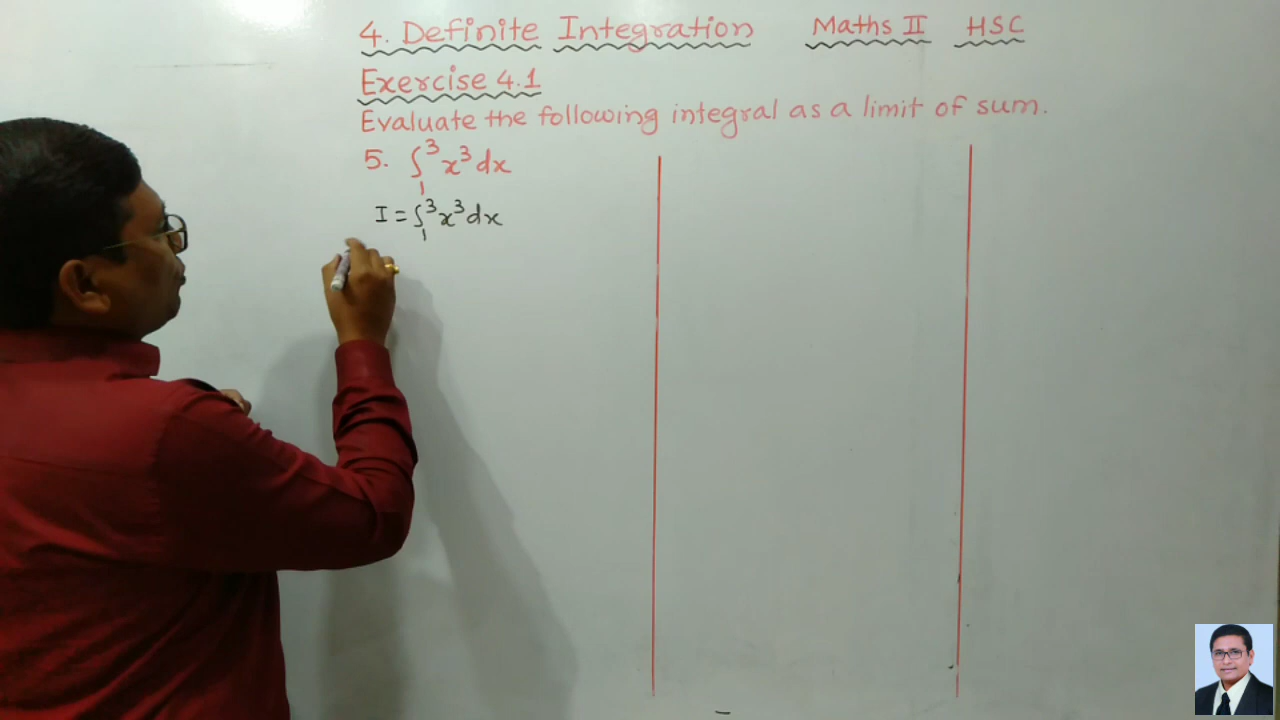 4. Definite Integration Maths II HSC
Exercise 4.1
Evaluate the following integral as a limit of sum.
5. ∫₁³ x³ dx
I = ∫₁³ x³ dx